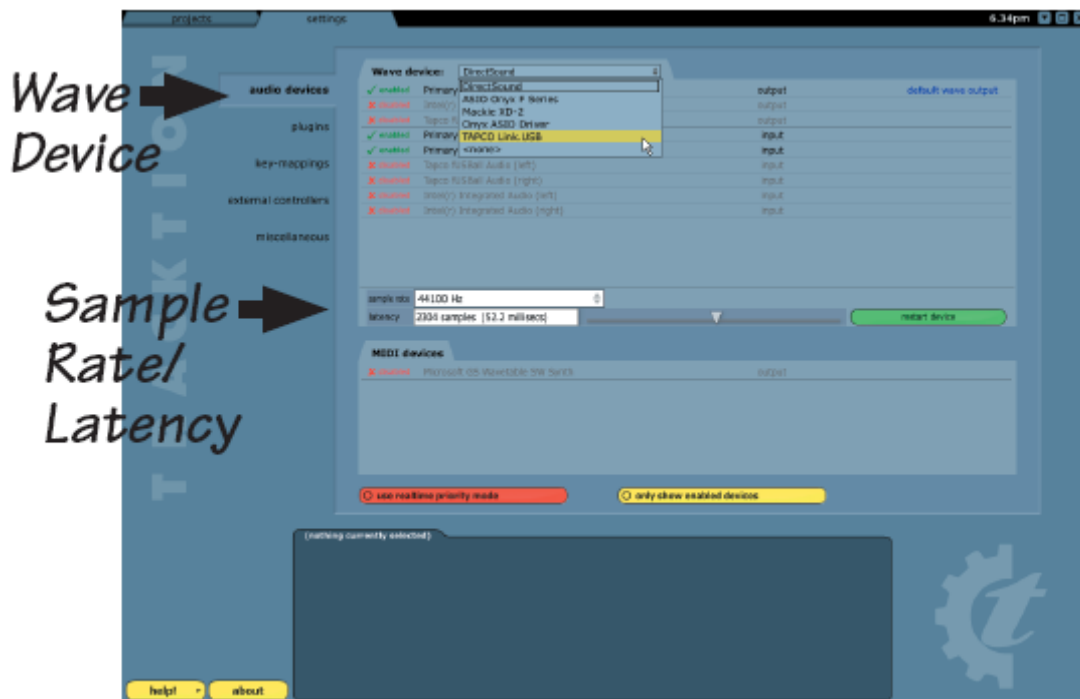 projects
settings
6.34pm
Wave Device
TRACKTION
audio devices
plugins
key-mappings
external controllers
miscellaneous
Wave device: DirectSound
DirectSound
ASIO Onyx F Series
Mackie XD-2
Onyx ASIO Driver
TAPCO Link.USB
<none>
enabled Primary output default wave output
disabled Intel(r) output
disabled Tapco output
enabled Primary input
enabled Primary input
disabled Tapco Audio (left) input
disabled Tapco Audio (right) input
disabled Intel(r) Integrated Audio (left) input
disabled Intel(r) Integrated Audio (right) input
Sample Rate/ Latency
sample rate 44100 Hz
latency 2304 samples (52.2 millisecs) restart device
MIDI devices
disabled Microsoft GS Wavetable SW Synth output
use realtime priority mode
only show enabled devices
(nothing currently selected)
t
help!
about